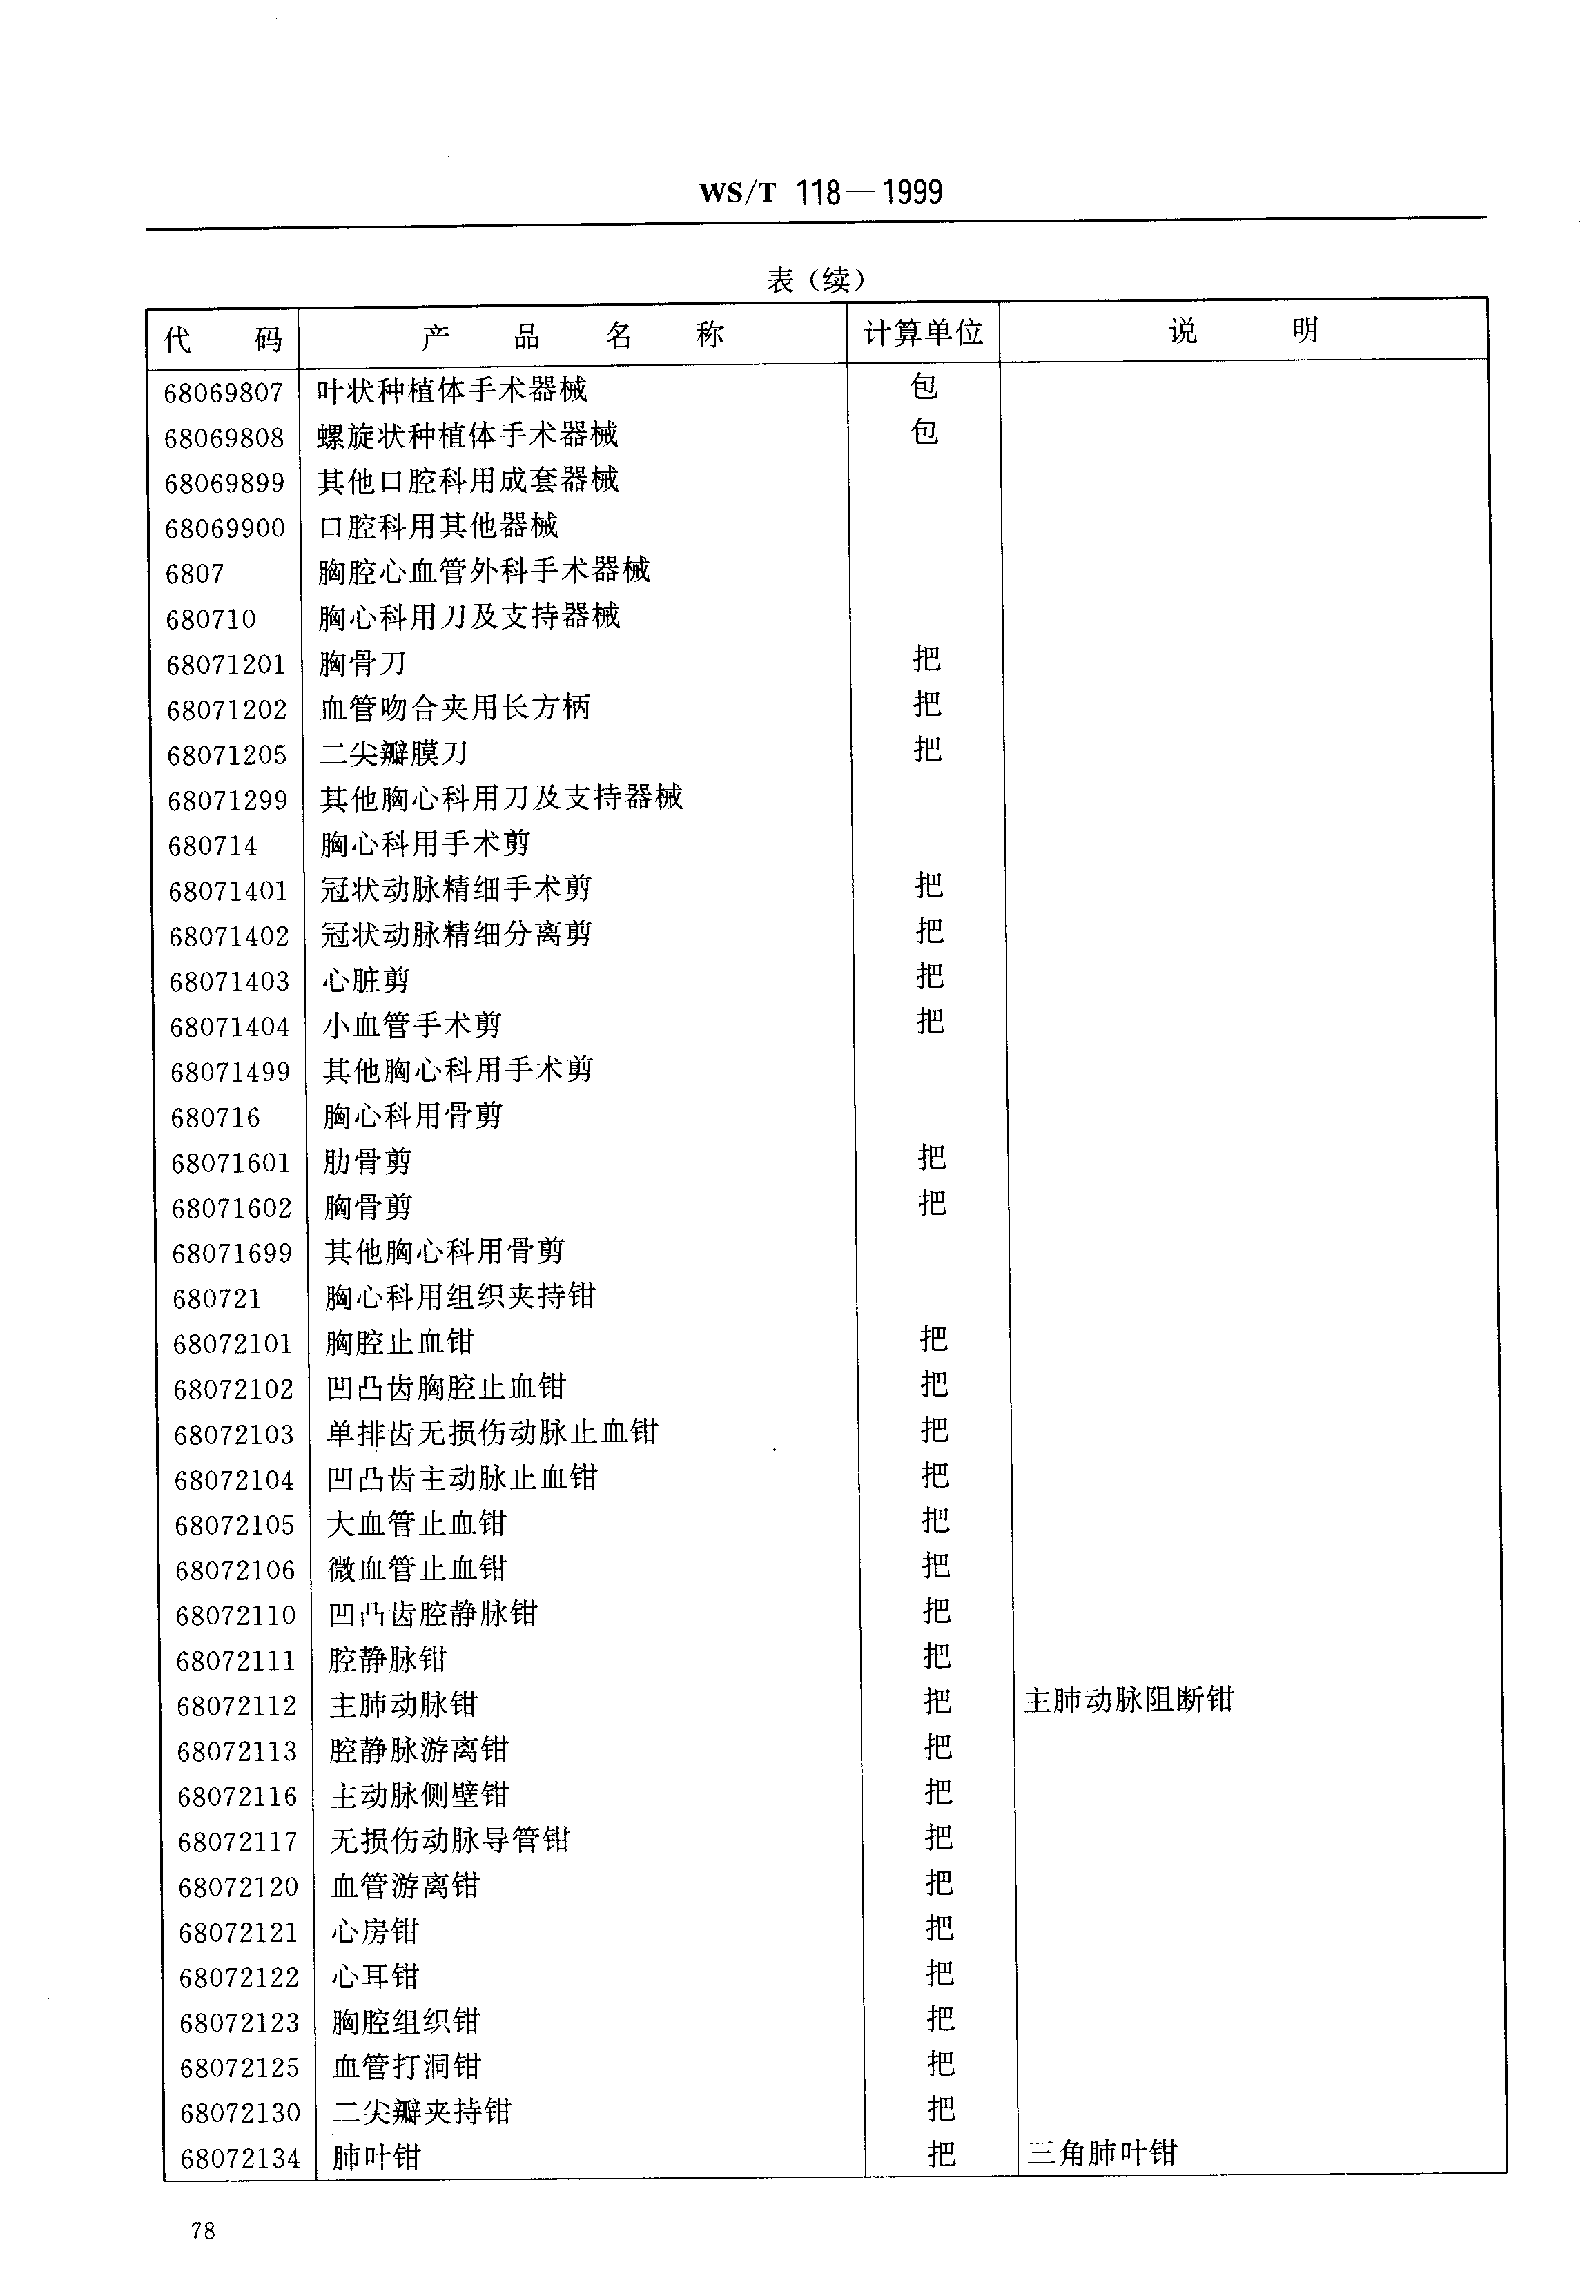 WS/T 118—1999
表（续）
代 码 产 品 名 称 计算单位 说 明
68069807 叶状种植体手术器械 包
68069808 螺旋状种植体手术器械 包
68069899 其他口腔科用成套器械
68069900 口腔科用其他器械
6807 胸腔心血管外科手术器械
680710 胸心科用刀及支持器械
68071201 胸骨刀 把
68071202 血管吻合夹用长方柄 把
68071205 二尖瓣膜刀 把
68071299 其他胸心科用刀及支持器械
680714 胸心科用手术剪
68071401 冠状动脉精细手术剪 把
68071402 冠状动脉精细分离剪 把
68071403 心脏剪 把
68071404 小血管手术剪 把
68071499 其他胸心科用手术剪
680716 胸心科用骨剪
68071601 肋骨剪 把
68071602 胸骨剪 把
68071699 其他胸心科用骨剪
680721 胸心科用组织夹持钳
68072101 胸腔止血钳 把
68072102 凹凸齿胸腔止血钳 把
68072103 单排齿无损伤动脉止血钳 把
68072104 凹凸齿主动脉止血钳 把
68072105 大血管止血钳 把
68072106 微血管止血钳 把
68072110 凹凸齿腔静脉钳 把
68072111 腔静脉钳 把
68072112 主肺动脉钳 把 主肺动脉阻断钳
68072113 腔静脉游离钳 把
68072116 主动脉侧壁钳 把
68072117 无损伤动脉导管钳 把
68072120 血管游离钳 把
68072121 心房钳 把
68072122 心耳钳 把
68072123 胸腔组织钳 把
68072125 血管打洞钳 把
68072130 二尖瓣夹持钳 把
68072134 肺叶钳 把 三角肺叶钳
78